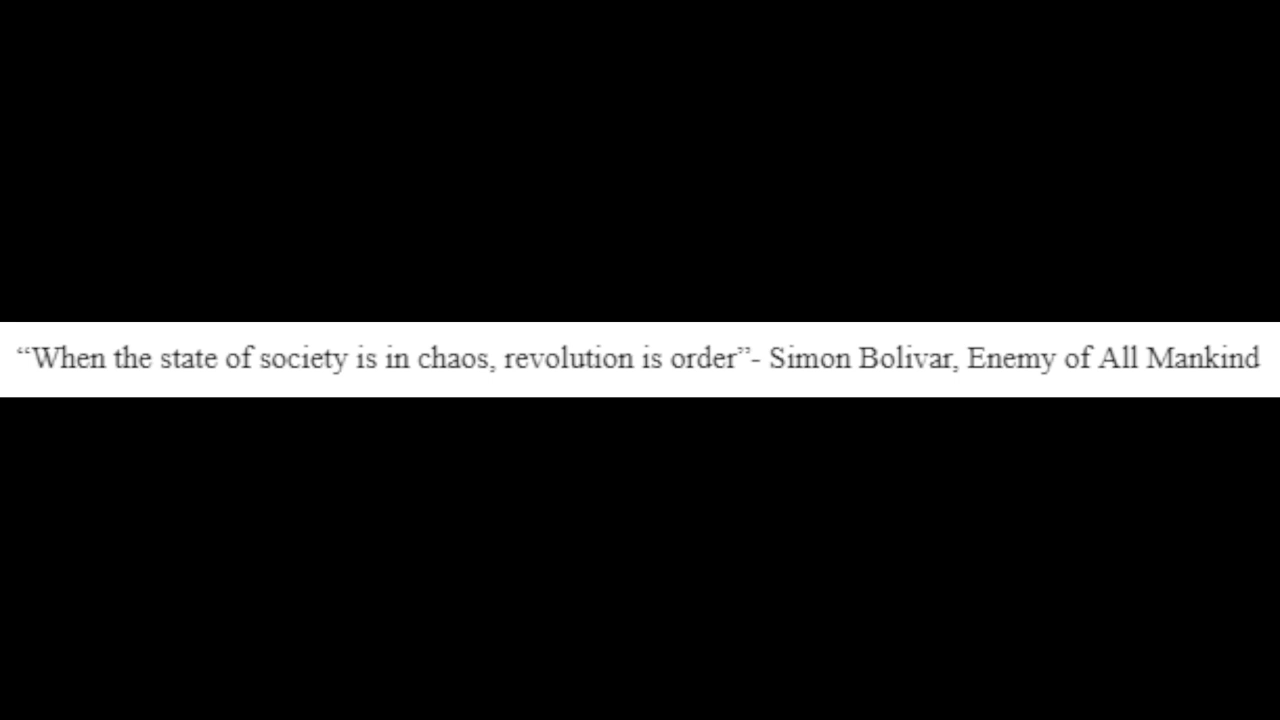 “When the state of society is in chaos, revolution is order”- Simon Bolivar, Enemy of All Mankind